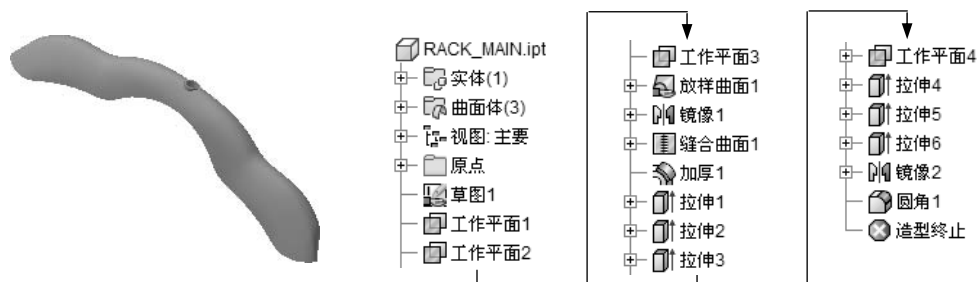 RACK_MAIN.ipt
实体(1)
曲面体(3)
视图: 主要
原点
草图1
工作平面1
工作平面2
工作平面3
放样曲面1
镜像1
缝合曲面1
加厚1
拉伸1
拉伸2
拉伸3
工作平面4
拉伸4
拉伸5
拉伸6
镜像2
圆角1
造型终止